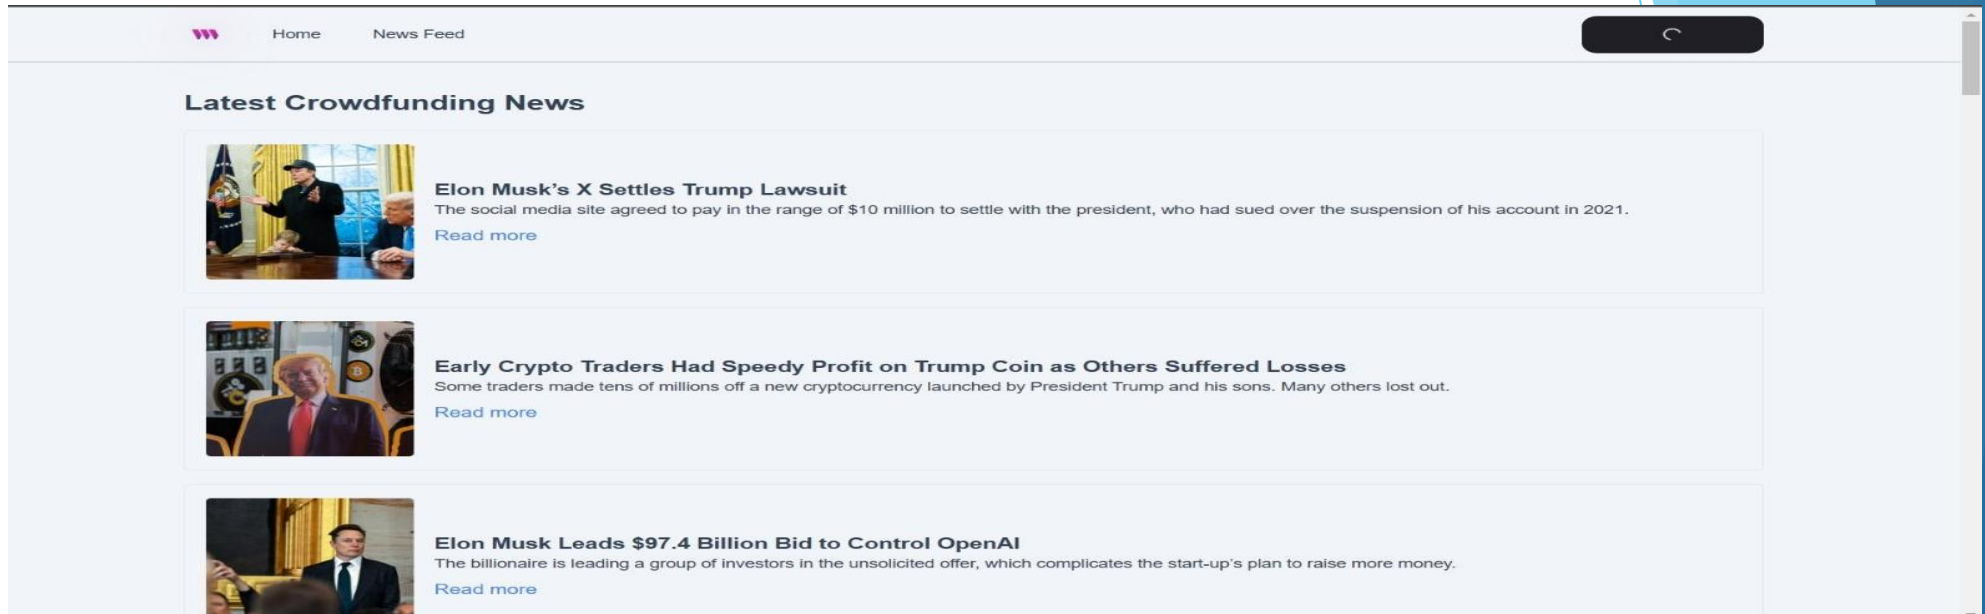 Home
News Feed
Latest Crowdfunding News
Elon Musk’s X Settles Trump Lawsuit
The social media site agreed to pay in the range of $10 million to settle with the president, who had sued over the suspension of his account in 2021.
Read more
Early Crypto Traders Had Speedy Profit on Trump Coin as Others Suffered Losses
Some traders made tens of millions off a new cryptocurrency launched by President Trump and his sons. Many others lost out.
Read more
Elon Musk Leads $97.4 Billion Bid to Control OpenAI
The billionaire is leading a group of investors in the unsolicited offer, which complicates the start-up’s plan to raise more money.
Read more